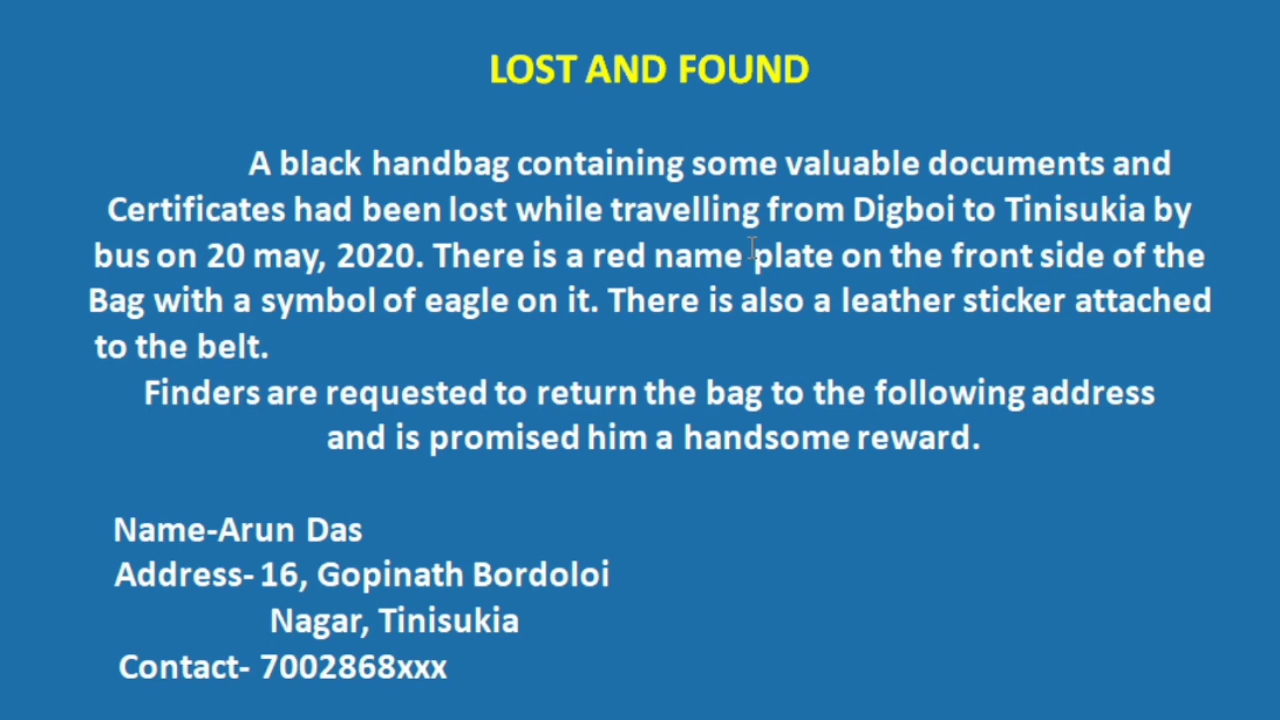 LOST AND FOUND
A black handbag containing some valuable documents and
Certificates had been lost while travelling from Digboi to Tinisukia by
bus on 20 may, 2020. There is a red name plate on the front side of the
Bag with a symbol of eagle on it. There is also a leather sticker attached
to the belt.
Finders are requested to return the bag to the following address
and is promised him a handsome reward.
Name-Arun Das
Address- 16, Gopinath Bordoloi
Nagar, Tinisukia
Contact- 7002868xxx